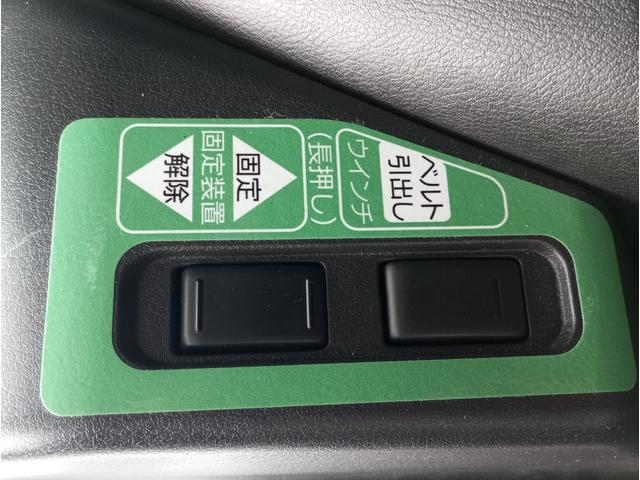 ベルト
引出し
ウインチ
(長押し)
固定
固定装置
解除